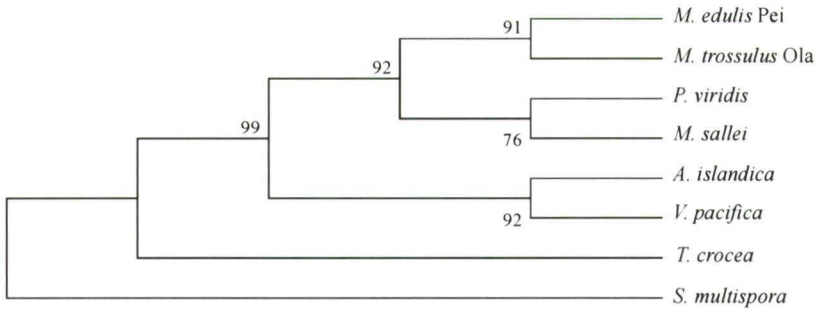 91
M. edulis Pei
M. trossulus Ola
92
P. viridis
76
M. sallei
99
A. islandica
92
V. pacifica
T. crocea
S. multispora